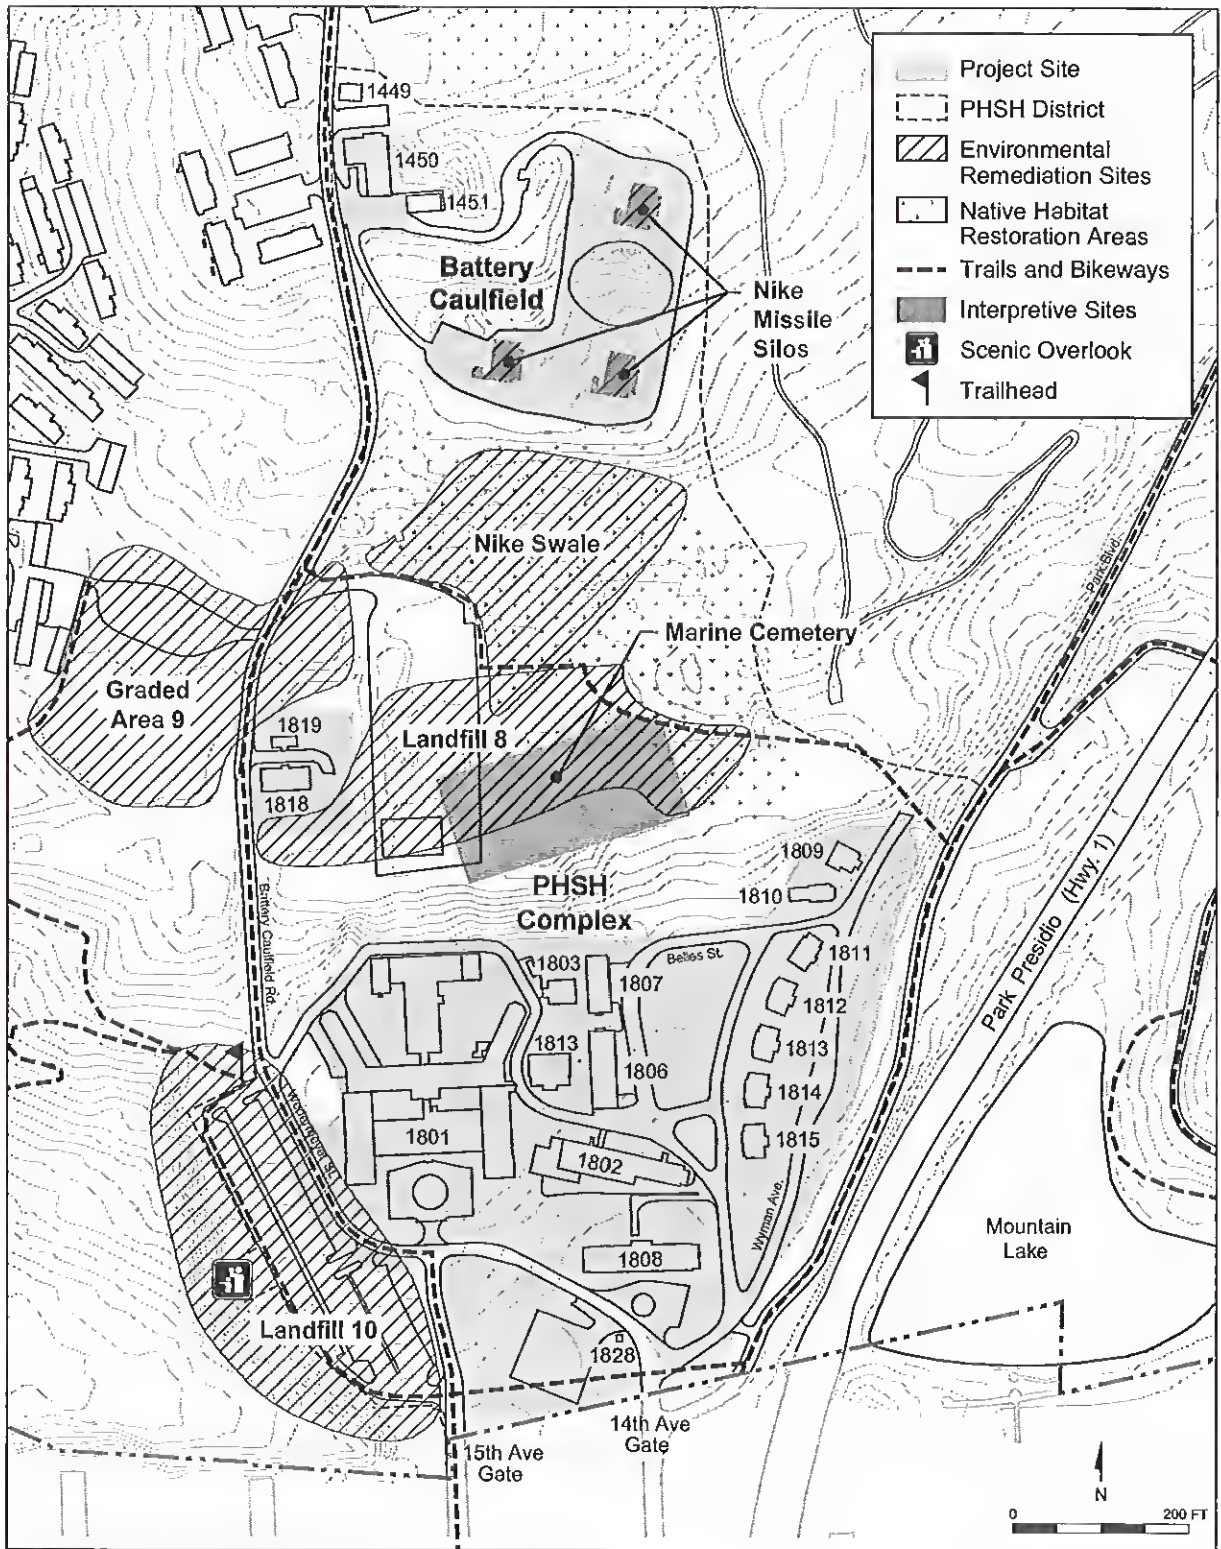 Project Site
PHSH District
Environmental
Remediation Sites
Native Habitat
Restoration Areas
Trails and Bikeways
Interpretive Sites
Scenic Overlook
Trailhead
1449
1450
1451
Battery
Caulfield
Nike
Missile
Silos
Nike Swale
Park Blvd.
Marine Cemetery
Graded
Area 9
1819
1818
Landfill 8
1809
1810
PHSH
Complex
Battery Caulfield Rd.
Park Presidio (Hwy. 1)
Belles St.
1803
1807
1811
1812
1813
1813
1806
1814
1801
1815
1802
Wyman Ave.
1808
Mountain
Lake
Landfill 10
1828
14th Ave
Gate
15th Ave
Gate
N
0
200 FT